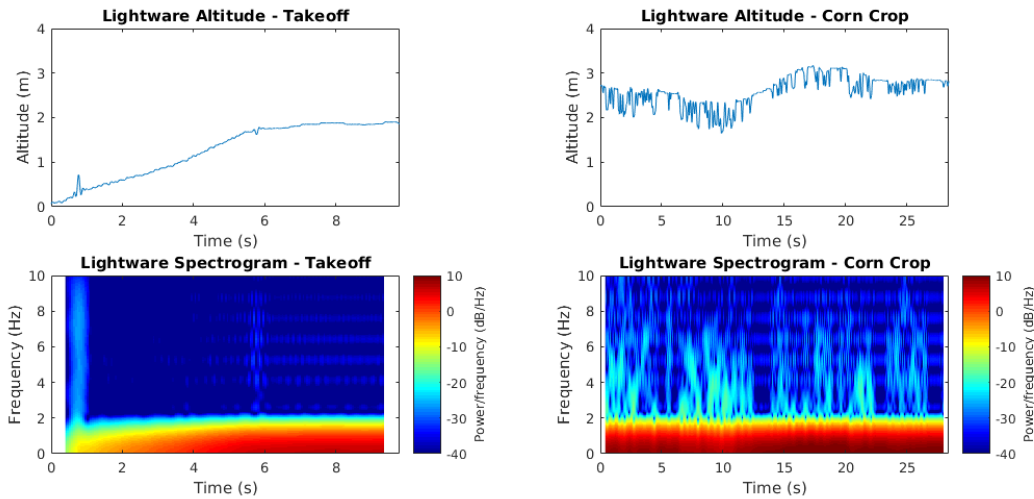 Lightware Altitude - Takeoff
4
3
2
1
0
Altitude (m)
0 2 4 6 8
Time (s)
Lightware Altitude - Corn Crop
4
3
2
1
0
Altitude (m)
0 5 10 15 20 25
Time (s)
Lightware Spectrogram - Takeoff
10
8
6
4
2
0
Frequency (Hz)
0 2 4 6 8
Time (s)
10
0
-10
-20
-30
-40
Power/frequency (dB/Hz)
Lightware Spectrogram - Corn Crop
10
8
6
4
2
0
Frequency (Hz)
0 5 10 15 20 25
Time (s)
10
0
-10
-20
-30
-40
Power/frequency (dB/Hz)